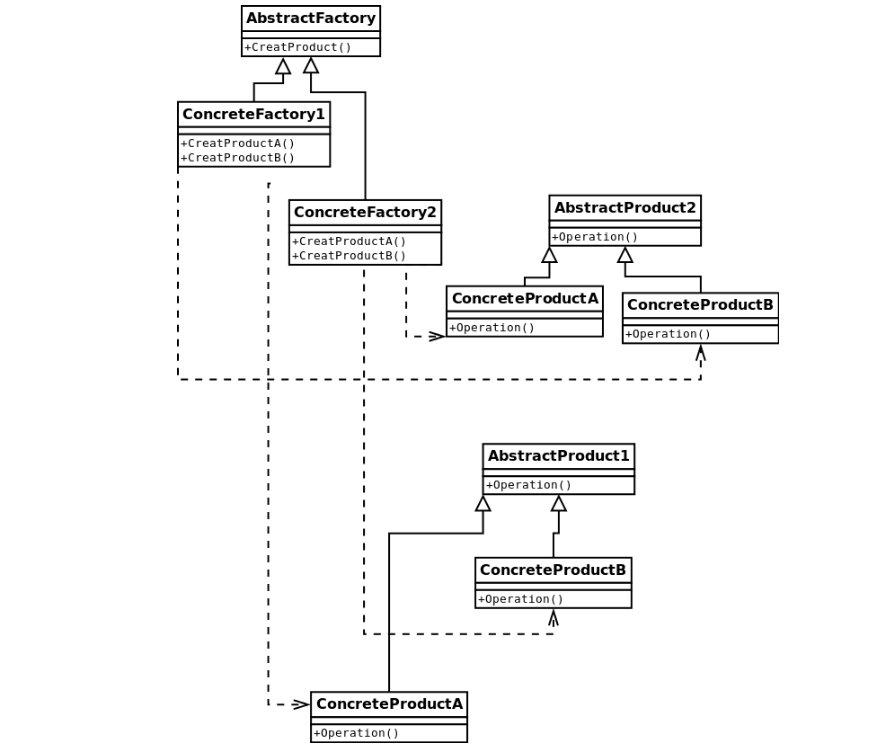 AbstractFactory
+CreatProduct()
ConcreteFactory1
+CreatProductA()
+CreatProductB()
ConcreteFactory2
+CreatProductA()
+CreatProductB()
AbstractProduct2
+Operation()
ConcreteProductA
+Operation()
ConcreteProductB
+Operation()
AbstractProduct1
+Operation()
ConcreteProductB
+Operation()
ConcreteProductA
+Operation()